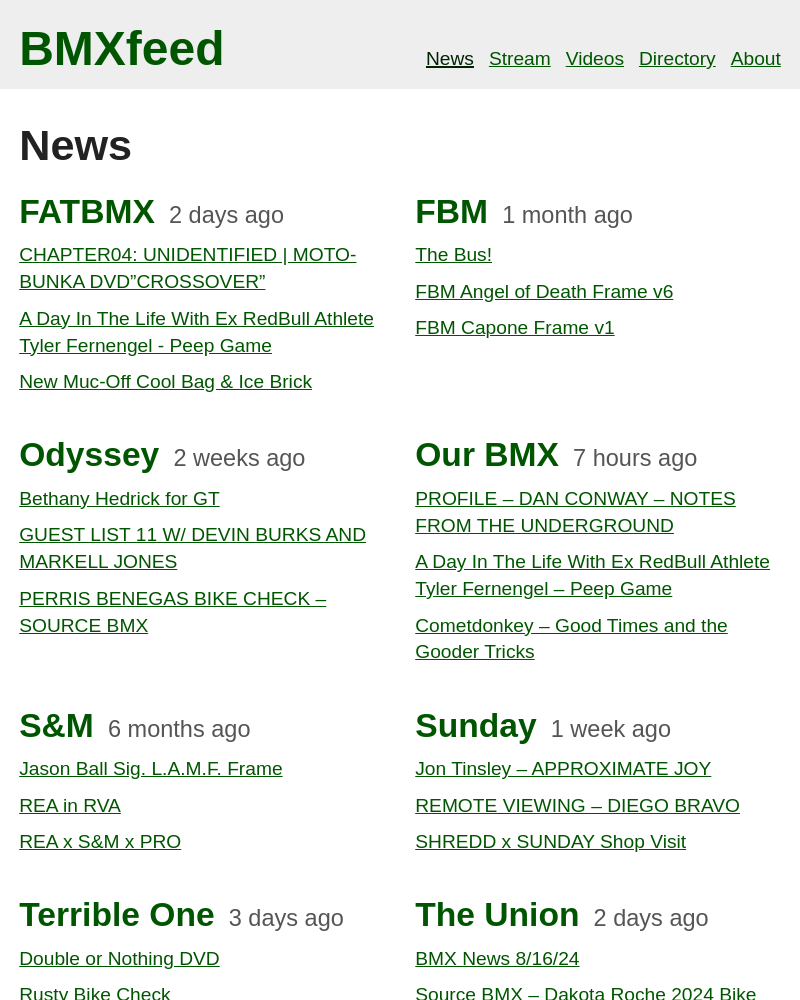 BMXfeed
News Stream Videos Directory About
News
FATBMX 2 days ago
CHAPTER04: UNIDENTIFIED | MOTO-
BUNKA DVD”CROSSOVER”
A Day In The Life With Ex RedBull Athlete
Tyler Fernengel - Peep Game
New Muc-Off Cool Bag & Ice Brick
FBM 1 month ago
The Bus!
FBM Angel of Death Frame v6
FBM Capone Frame v1
Odyssey 2 weeks ago
Bethany Hedrick for GT
GUEST LIST 11 W/ DEVIN BURKS AND
MARKELL JONES
PERRIS BENEGAS BIKE CHECK –
SOURCE BMX
Our BMX 7 hours ago
PROFILE – DAN CONWAY – NOTES
FROM THE UNDERGROUND
A Day In The Life With Ex RedBull Athlete
Tyler Fernengel – Peep Game
Cometdonkey – Good Times and the
Gooder Tricks
S&M 6 months ago
Jason Ball Sig. L.A.M.F. Frame
REA in RVA
REA x S&M x PRO
Sunday 1 week ago
Jon Tinsley – APPROXIMATE JOY
REMOTE VIEWING – DIEGO BRAVO
SHREDD x SUNDAY Shop Visit
Terrible One 3 days ago
Double or Nothing DVD
Rusty Bike Check
The Union 2 days ago
BMX News 8/16/24
Source BMX – Dakota Roche 2024 Bike